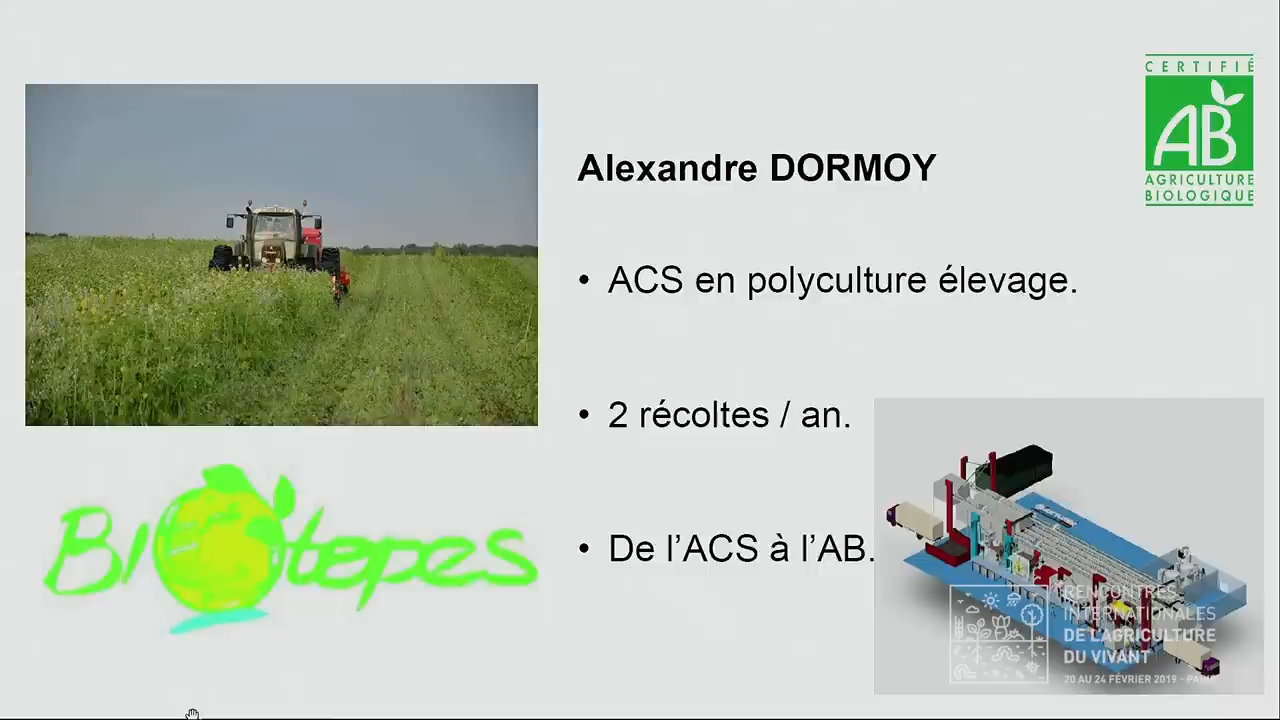 CERTIFIÉ
AB
AGRICULTURE
BIOLOGIQUE
Alexandre DORMOY
• ACS en polyculture élevage.
• 2 récoltes / an.
• De l'ACS à l'AB.
BIOtopes
RENCONTRES
INTERNATIONALES
DE L'AGRICULTURE
DU VIVANT
20 AU 24 FÉVRIER 2019 - PARIS